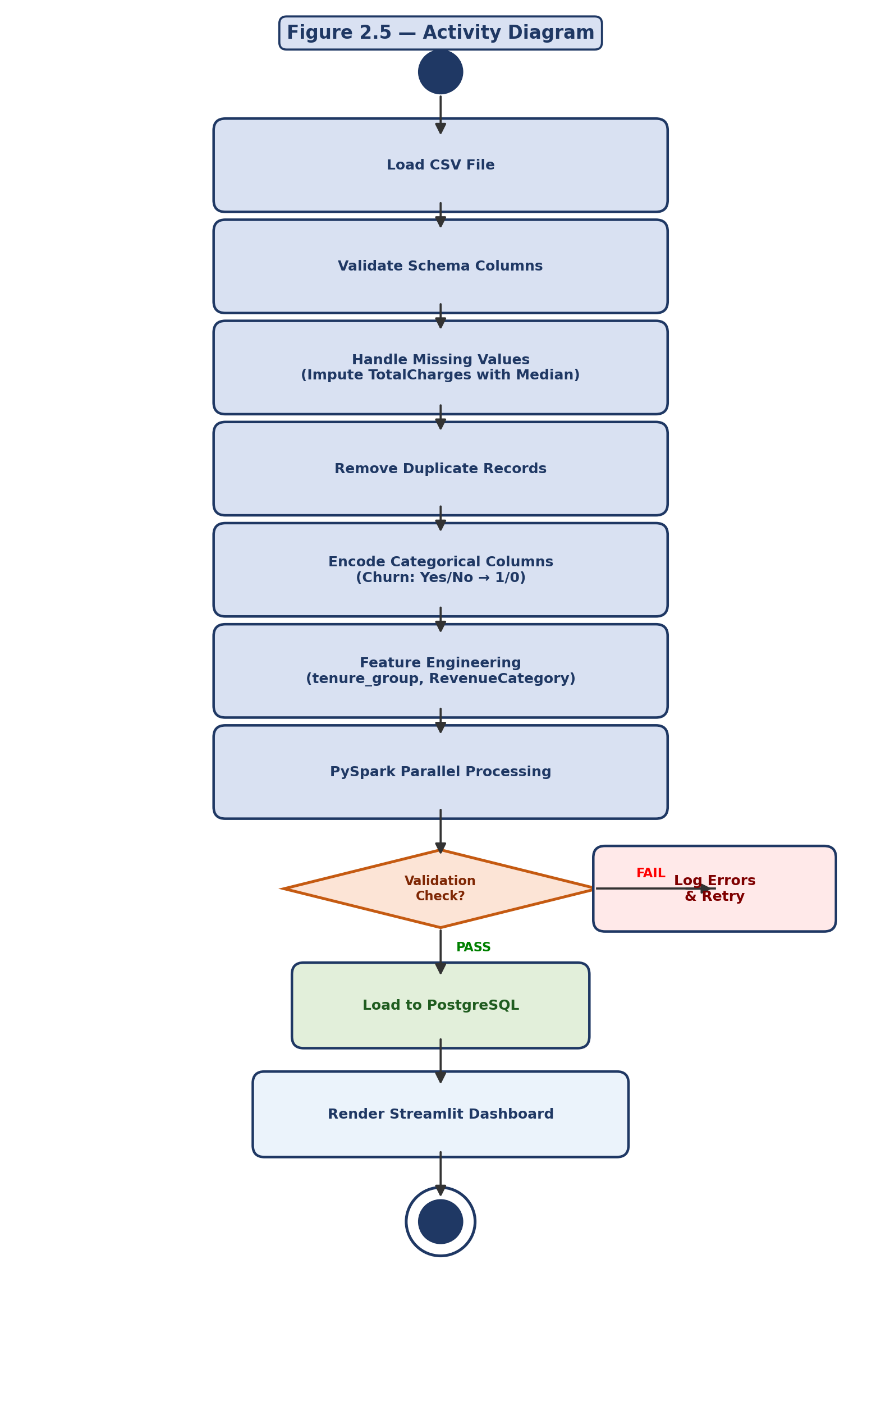 Figure 2.5 — Activity Diagram
Load CSV File
Validate Schema Columns
Handle Missing Values
(Impute TotalCharges with Median)
Remove Duplicate Records
Encode Categorical Columns
(Churn: Yes/No → 1/0)
Feature Engineering
(tenure_group, RevenueCategory)
PySpark Parallel Processing
Validation
Check?
FAIL
Log Errors
& Retry
PASS
Load to PostgreSQL
Render Streamlit Dashboard